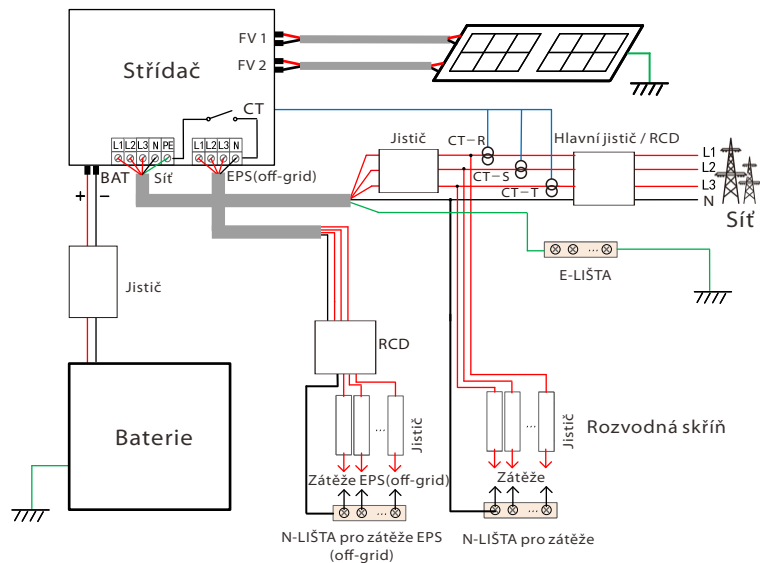 FV 1
Střídač
FV 2
CT
L1 L2 L3 N PE
L1 L2 L3 N
BAT
Síť
EPS(off-grid)
+
−
Jistič
Jistič
CT−R
CT−S
CT−T
Hlavní jistič / RCD
L1
L2
L3
N
Síť
E-LIŠTA
RCD
Baterie
...
Jistič
...
Jistič
Rozvodná skříň
Zátěže EPS(off-grid)
Zátěže
...
...
N-LIŠTA pro zátěže EPS
(off-grid)
N-LIŠTA pro zátěže